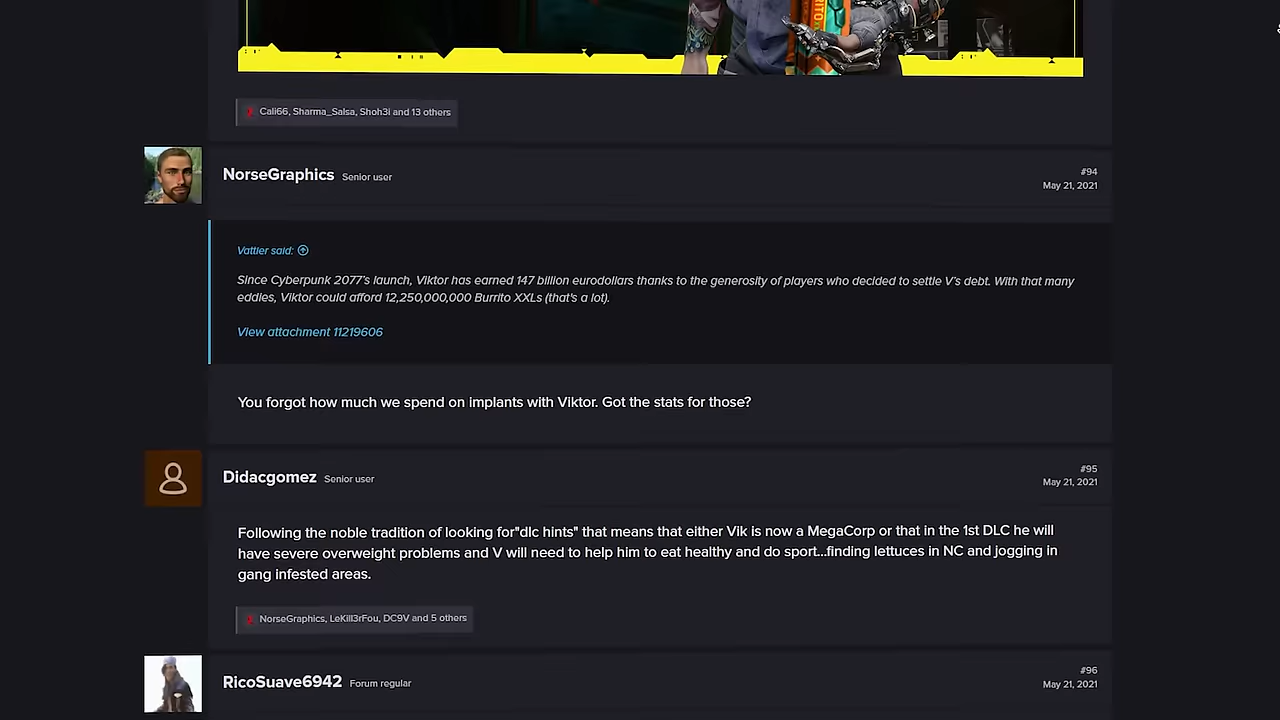 RITO
Cali66, Sharma_Salsa, Shoh3i and 13 others
NorseGraphics Senior user
#94
May 21, 2021
Vattier said:
Since Cyberpunk 2077's launch, Viktor has earned 147 billion eurodollars thanks to the generosity of players who decided to settle V's debt. With that many
eddies, Viktor could afford 12,250,000,000 Burrito XXLs (that's a lot).
View attachment 11219606
You forgot how much we spend on implants with Viktor. Got the stats for those?
Didacgomez Senior user
#95
May 21, 2021
Following the noble tradition of looking for"dlc hints" that means that either Vik is now a MegaCorp or that in the 1st DLC he will
have severe overweight problems and V will need to help him to eat healthy and do sport...finding lettuces in NC and jogging in
gang infested areas.
NorseGraphics, LeKill3rFou, DC9V and 5 others
RicoSuave6942 Forum regular
#96
May 21, 2021